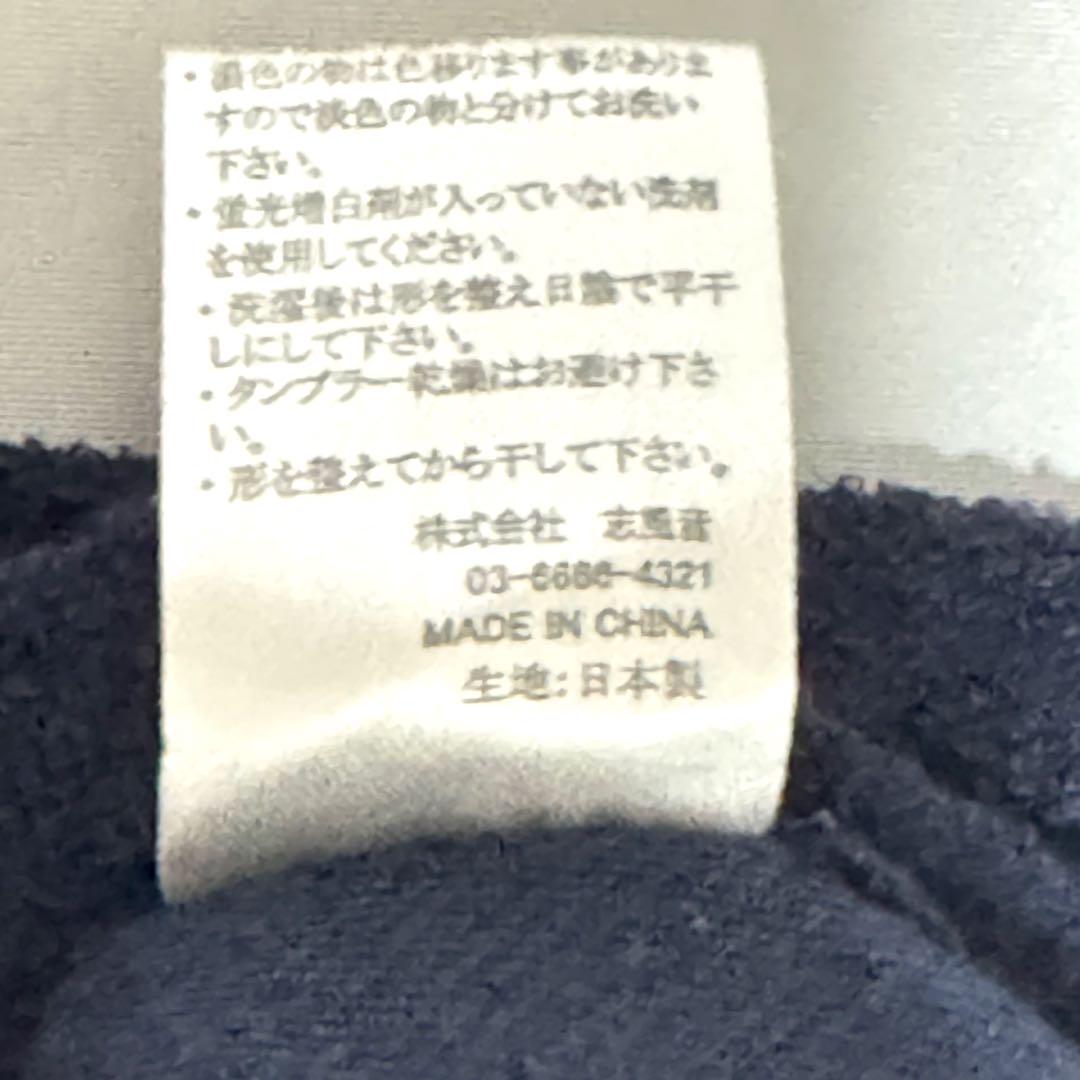 ・濃色の物は色移ります事がありま
すので淡色の物と分けてお洗い
下さい。
・蛍光増白剤が入っていない洗剤
を使用してください。
・洗濯後は形を整え日陰で平干
しにして下さい。
・タンブラー乾燥はお避け下さ
い。
・形を整えてから干して下さい。
株式会社
MADE IN CHINA
生地:日本製